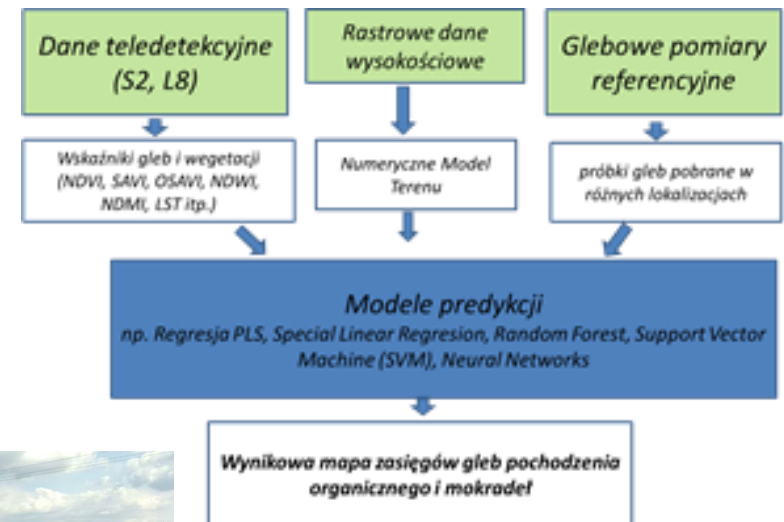 Dane teledetekcyjne
(S2, L8)
Rastrowe dane
wysokościowe
Glebowe pomiary
referencyjne
Wskaźniki gleb i wegetacji
(NDVI, SAVI, OSAVI, NDWI,
NDMI, LST itp.)
Numeryczne Model
Terenu
próbki gleb pobrane w
różnych lokalizacjach
Modele predykcji
np. Regresja PLS, Special Linear Regresion, Random Forest, Support Vector
Machine (SVM), Neural Networks
Wynikowa mapa zasięgów gleb pochodzenia
organicznego i mokradeł